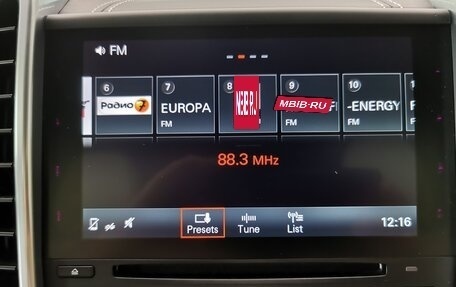 FM
6
7
8
9
10
Радио 7
EUROPA
MBIB-RU
-ENERGY
FM
FM
FM
88.3 MHz
Presets
Tune
List
12:16